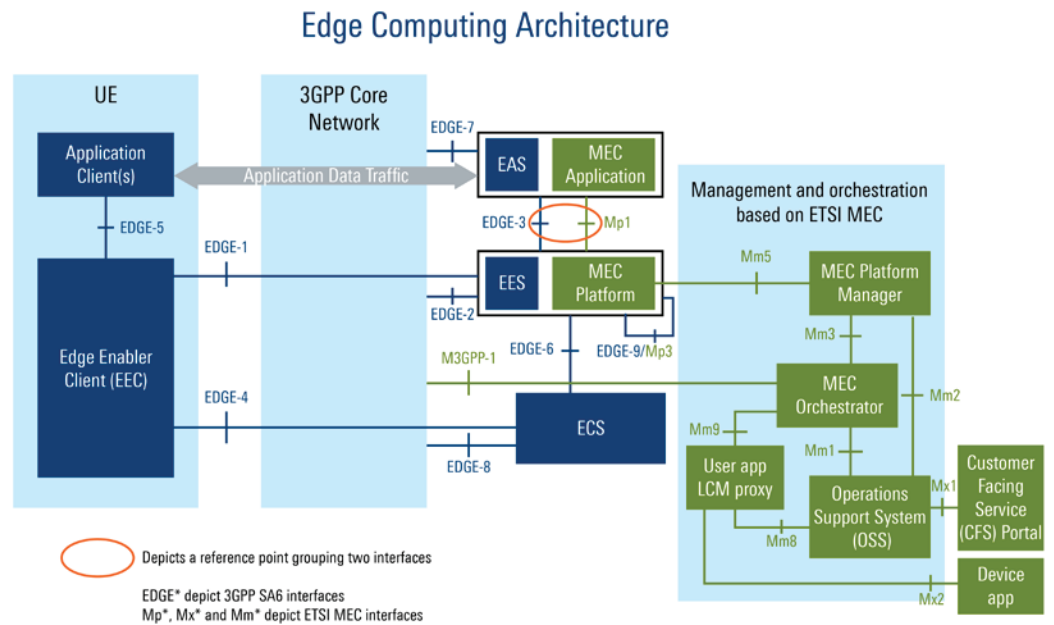 Edge Computing Architecture
UE
3GPP Core
Network
Application
Client(s)
EDGE-5
Edge Enabler
Client (EEC)
EDGE-1
EDGE-4
Application Data Traffic
EDGE-7
EAS
MEC
Application
EDGE-3
Mp1
EES
MEC
Platform
EDGE-2
EDGE-6
EDGE-9/Mp3
M3GPP-1
ECS
EDGE-8
Management and orchestration
based on ETSI MEC
Mm5
MEC Platform
Manager
Mm3
MEC
Orchestrator
Mm2
Mm9
Mm1
User app
LCM proxy
Operations
Support System
(OSS)
Mm8
Mx1
Customer
Facing
Service
(CFS) Portal
Mx2
Device
app
Depicts a reference point grouping two interfaces
EDGE* depict 3GPP SA6 interfaces
Mp*, Mx* and Mm* depict ETSI MEC interfaces